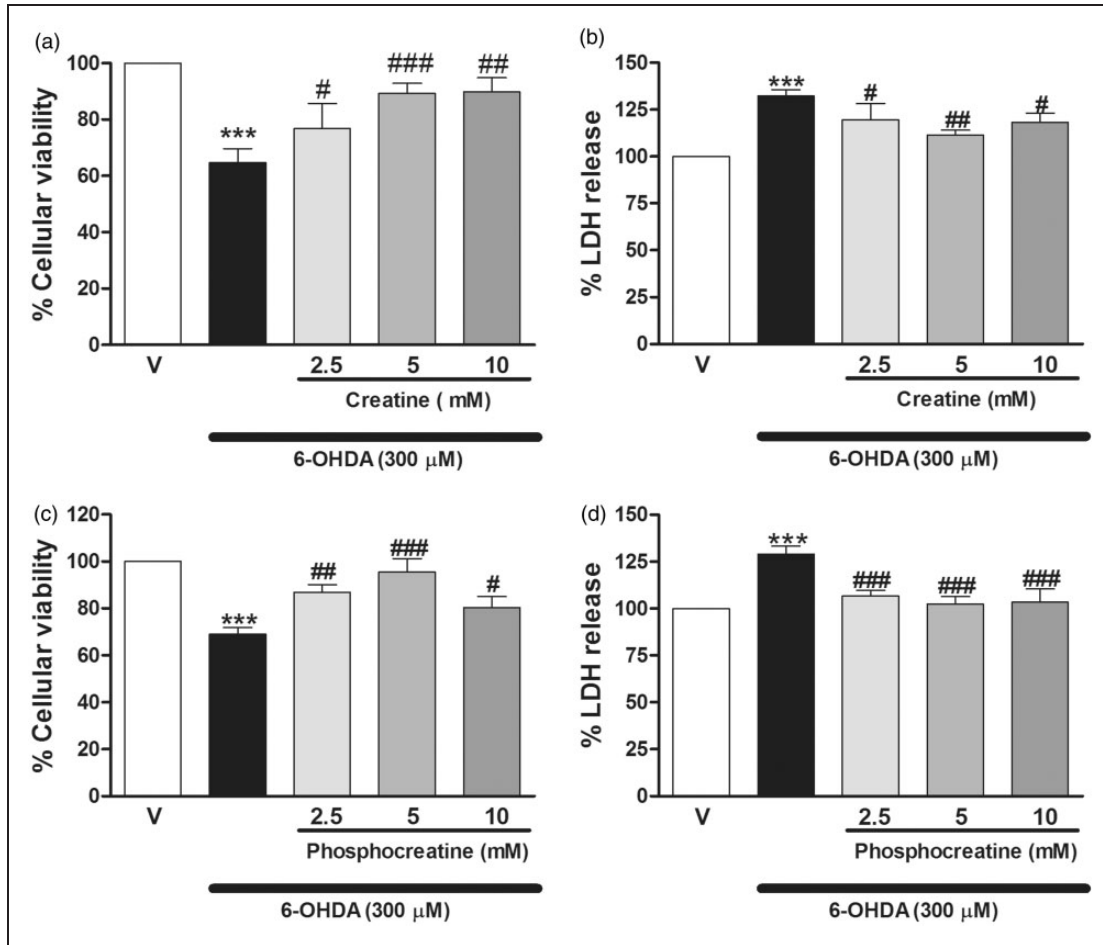 (a)
% Cellular viability
100
80
60
40
20
0
***
#
###
##
V
2.5 5 10
Creatine ( mM)
6-OHDA (300 µM)
(b)
% LDH release
150
125
100
75
50
25
0
***
#
##
#
V
2.5 5 10
Creatine (mM)
6-OHDA (300 µM)
(c)
% Cellular viability
120
100
80
60
40
20
0
***
##
###
#
V
2.5 5 10
Phosphocreatine (mM)
6-OHDA (300 µM)
(d)
% LDH release
150
125
100
75
50
25
0
***
###
###
###
V
2.5 5 10
Phosphocreatine (mM)
6-OHDA (300 µM)